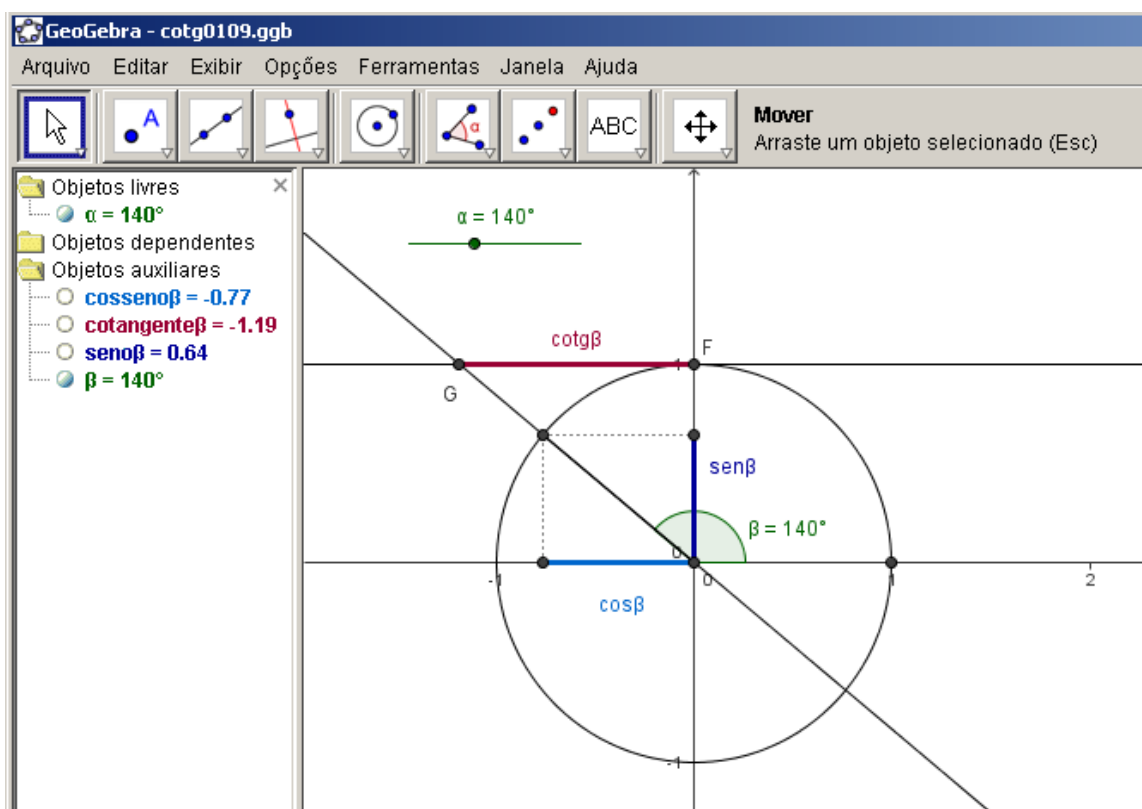 GeoGebra - cotg0109.ggb
Arquivo Editar Exibir Opções Ferramentas Janela Ajuda
A
α
ABC
Mover
Arraste um objeto selecionado (Esc)
Objetos livres
α = 140°
Objetos dependentes
Objetos auxiliares
cossenoβ = -0.77
cotangenteβ = -1.19
senoβ = 0.64
β = 140°
α = 140°
cotgβ
F
1
G
senβ
β = 140°
0
-1
0
1
2
cosβ
-1